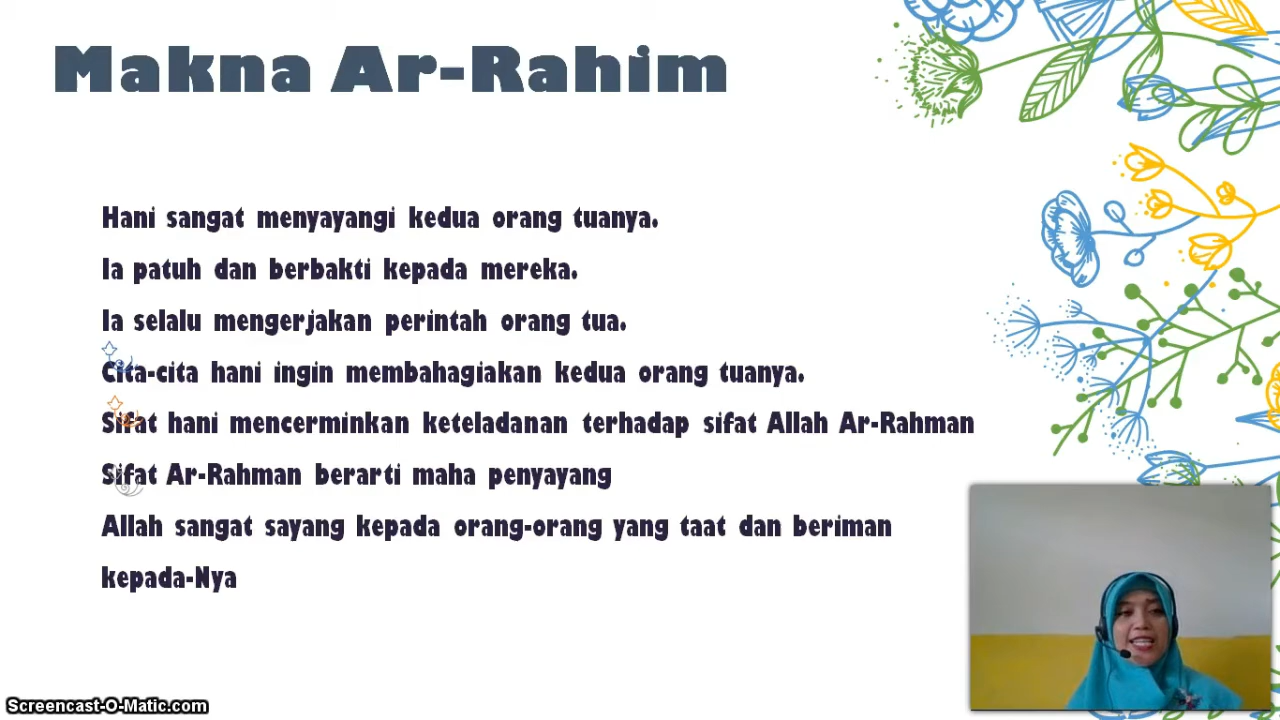 Makna Ar-Rahim
Hani sangat menyayangi kedua orang tuanya.
Ia patuh dan berbakti kepada mereka.
Ia selalu mengerjakan perintah orang tua.
Cita-cita hani ingin membahagiakan kedua orang tuanya.
Sifat hani mencerminkan keteladanan terhadap sifat Allah Ar-Rahman
Sifat Ar-Rahman berarti maha penyayang
Allah sangat sayang kepada orang-orang yang taat dan beriman
kepada-Nya
Screencast-O-Matic.com